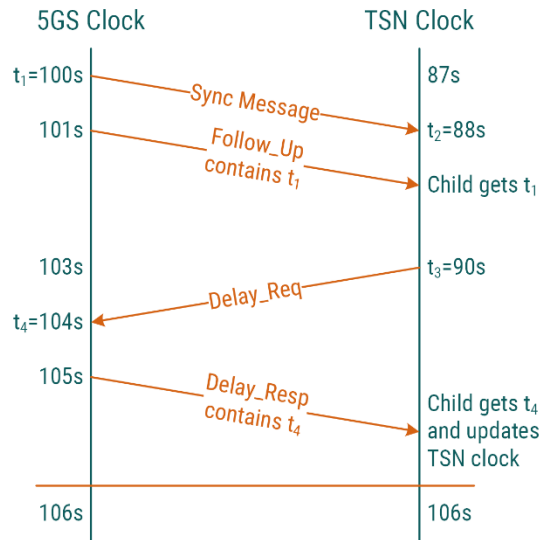 5GS Clock
TSN Clock
t₁=100s
87s
Sync Message
101s
t₂=88s
Follow_Up
contains t₁
Child gets t₁
103s
t₃=90s
Delay_Req
t₄=104s
105s
Delay_Resp
contains t₄
Child gets t₄
and updates
TSN clock
106s
106s